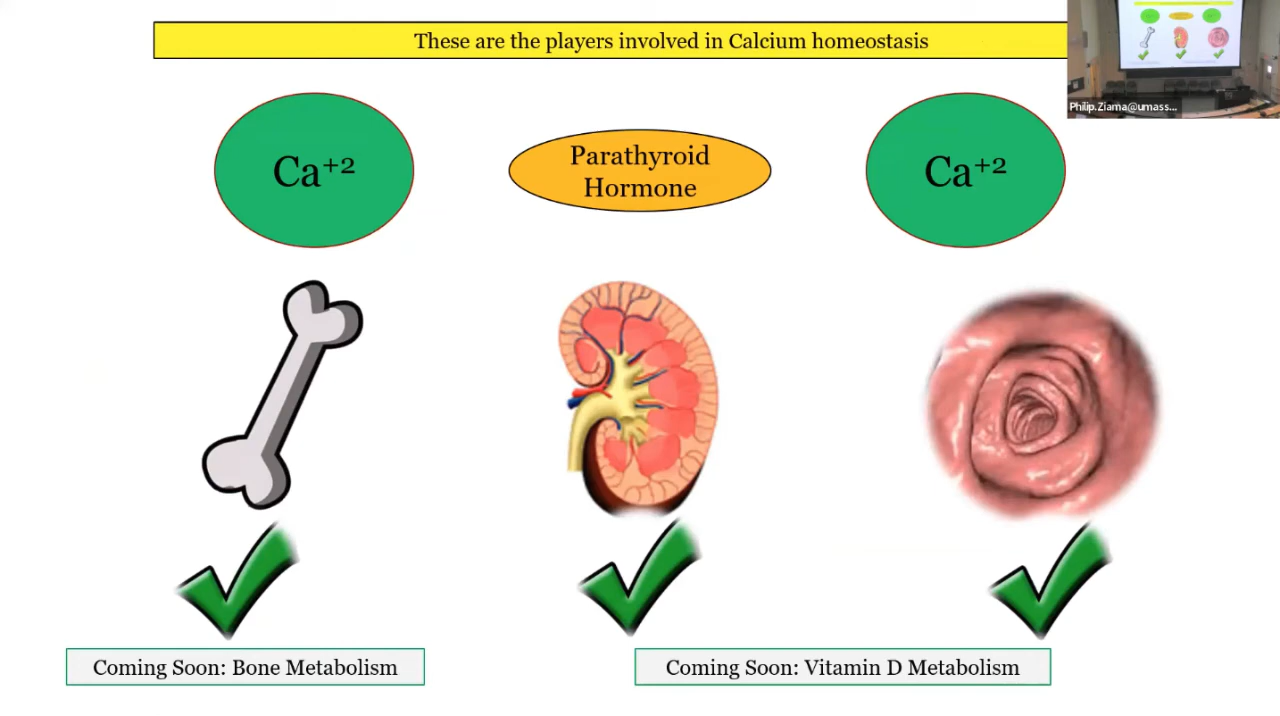 These are the players involved in Calcium homeostasis
Philip.Ziama@umass...
Ca+2
Parathyroid
Hormone
Ca+2
Coming Soon: Bone Metabolism
Coming Soon: Vitamin D Metabolism